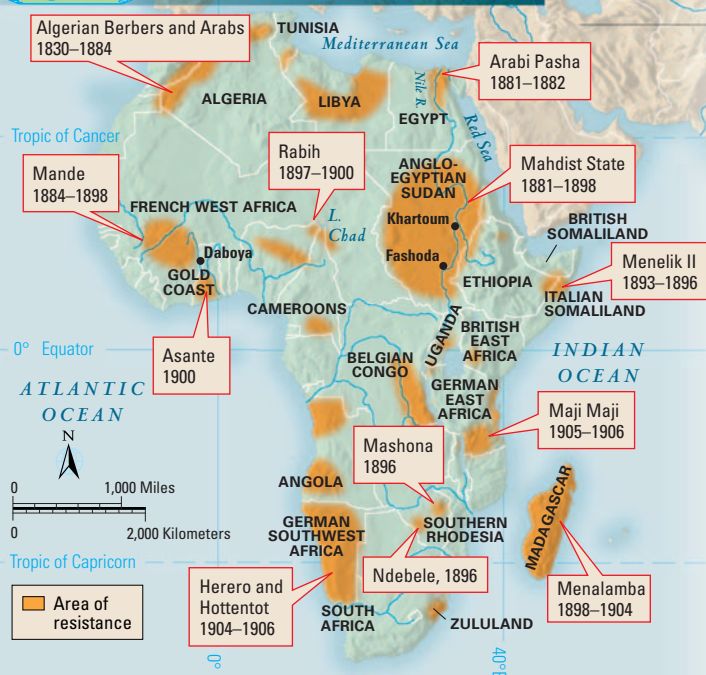 Algerian Berbers and Arabs
1830–1884
TUNISIA
Mediterranean Sea
Arabi Pasha
1881–1882
ALGERIA
LIBYA
Nile R.
EGYPT
Red Sea
Tropic of Cancer
Rabih
1897–1900
ANGLO-
EGYPTIAN
SUDAN
Mahdist State
1881–1898
Mande
1884–1898
FRENCH WEST AFRICA
L.
Chad
Khartoum
BRITISH
SOMALILAND
Daboya
Fashoda
Menelik II
1893–1896
GOLD
COAST
ETHIOPIA
ITALIAN
SOMALILAND
CAMEROONS
UGANDA
BRITISH
EAST
AFRICA
0° Equator
Asante
1900
BELGIAN
CONGO
INDIAN
OCEAN
ATLANTIC
OCEAN
GERMAN
EAST
AFRICA
Maji Maji
1905–1906
N
Mashona
1896
0 1,000 Miles
0 2,000 Kilometers
ANGOLA
GERMAN
SOUTHWEST
AFRICA
SOUTHERN
RHODESIA
MADAGASCAR
Tropic of Capricorn
Ndebele, 1896
Menalamba
1898–1904
Area of
resistance
Herero and
Hottentot
1904–1906
SOUTH
AFRICA
ZULULAND
0°